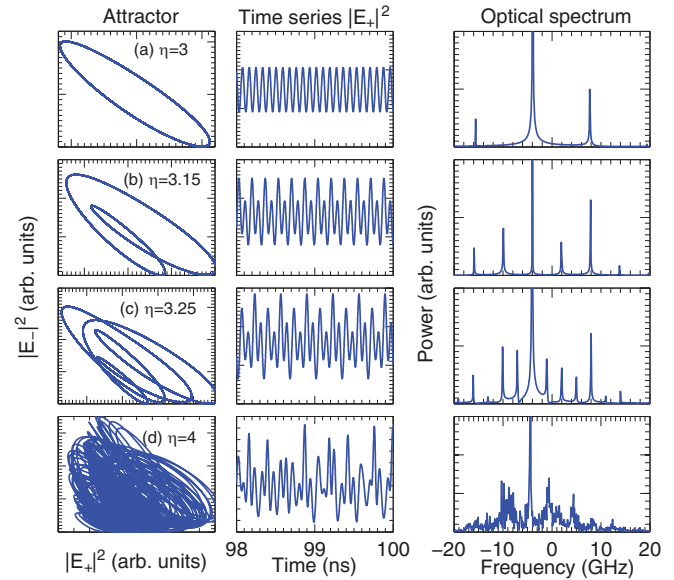 Attractor Time series |E₊|² Optical spectrum
(a) η=3
(b) η=3.15
(c) η=3.25
(d) η=4
|E₋|² (arb. units)
Power (arb. units)
98 99 100 −20 −10 0 10 20
|E₊|² (arb. units) Time (ns) Frequency (GHz)